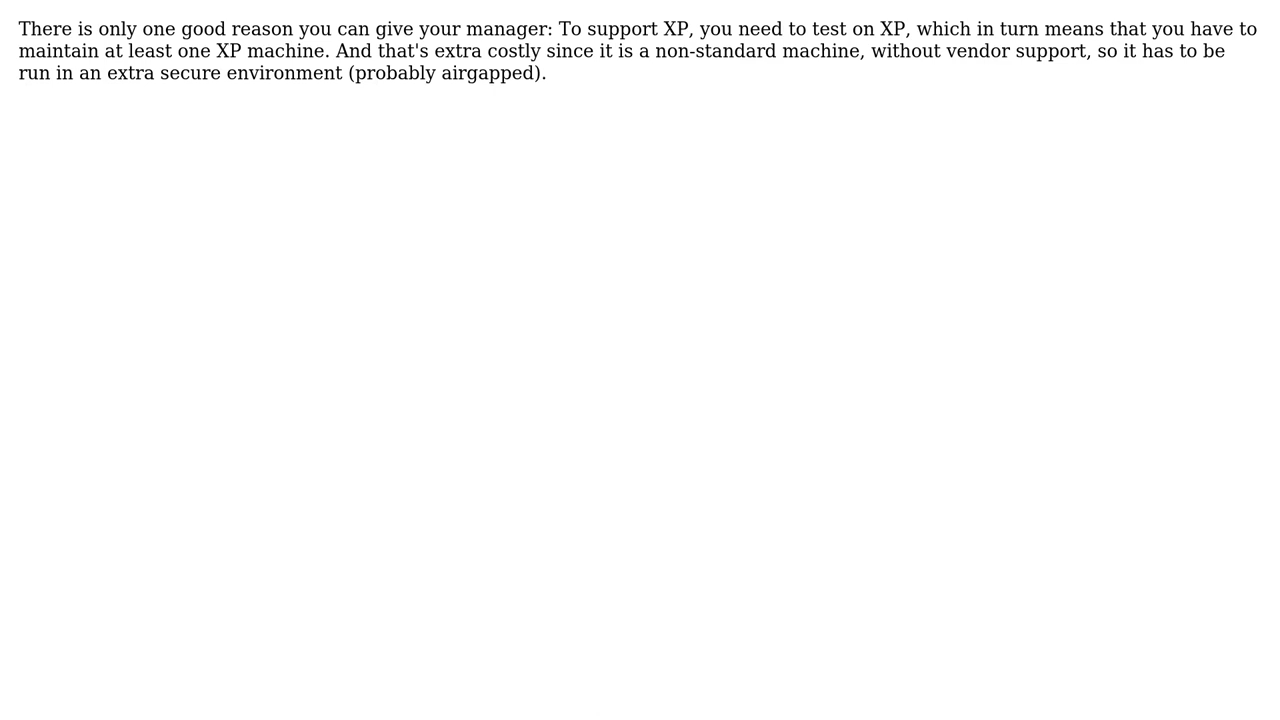 There is only one good reason you can give your manager: To support XP, you need to test on XP, which in turn means that you have to
maintain at least one XP machine. And that's extra costly since it is a non-standard machine, without vendor support, so it has to be
run in an extra secure environment (probably airgapped).